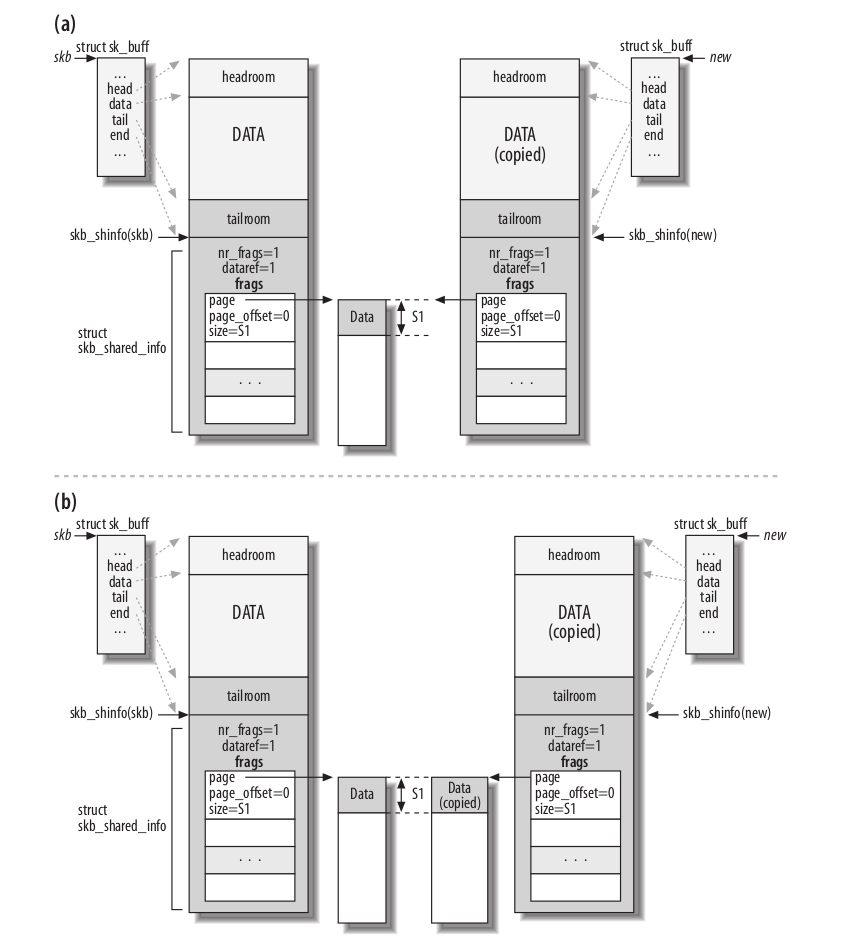 (a)
struct sk_buff
skb
...
head
data
tail
end
...
headroom
DATA
tailroom
skb_shinfo(skb)
nr_frags=1
dataref=1
frags
page
page_offset=0
size=S1
. . .
struct
skb_shared_info
Data
S1
struct sk_buff
new
...
head
data
tail
end
...
headroom
DATA
(copied)
tailroom
skb_shinfo(new)
nr_frags=1
dataref=1
frags
page
page_offset=0
size=S1
. . .
(b)
struct sk_buff
skb
...
head
data
tail
end
...
headroom
DATA
tailroom
skb_shinfo(skb)
nr_frags=1
dataref=1
frags
page
page_offset=0
size=S1
. . .
struct
skb_shared_info
Data
S1
Data
(copied)
struct sk_buff
new
...
head
data
tail
end
...
headroom
DATA
(copied)
tailroom
skb_shinfo(new)
nr_frags=1
dataref=1
frags
page
page_offset=0
size=S1
. . .